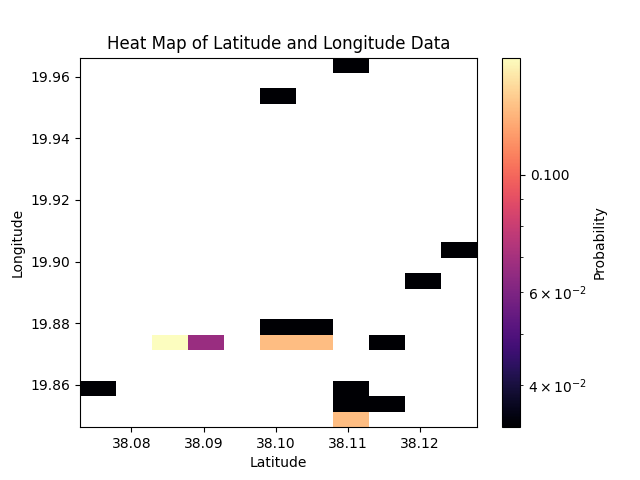 Heat Map of Latitude and Longitude Data
19.96
19.94
19.92
19.90
19.88
19.86
Longitude
38.08 38.09 38.10 38.11 38.12
Latitude
0.100
6 × 10⁻²
4 × 10⁻²
Probability